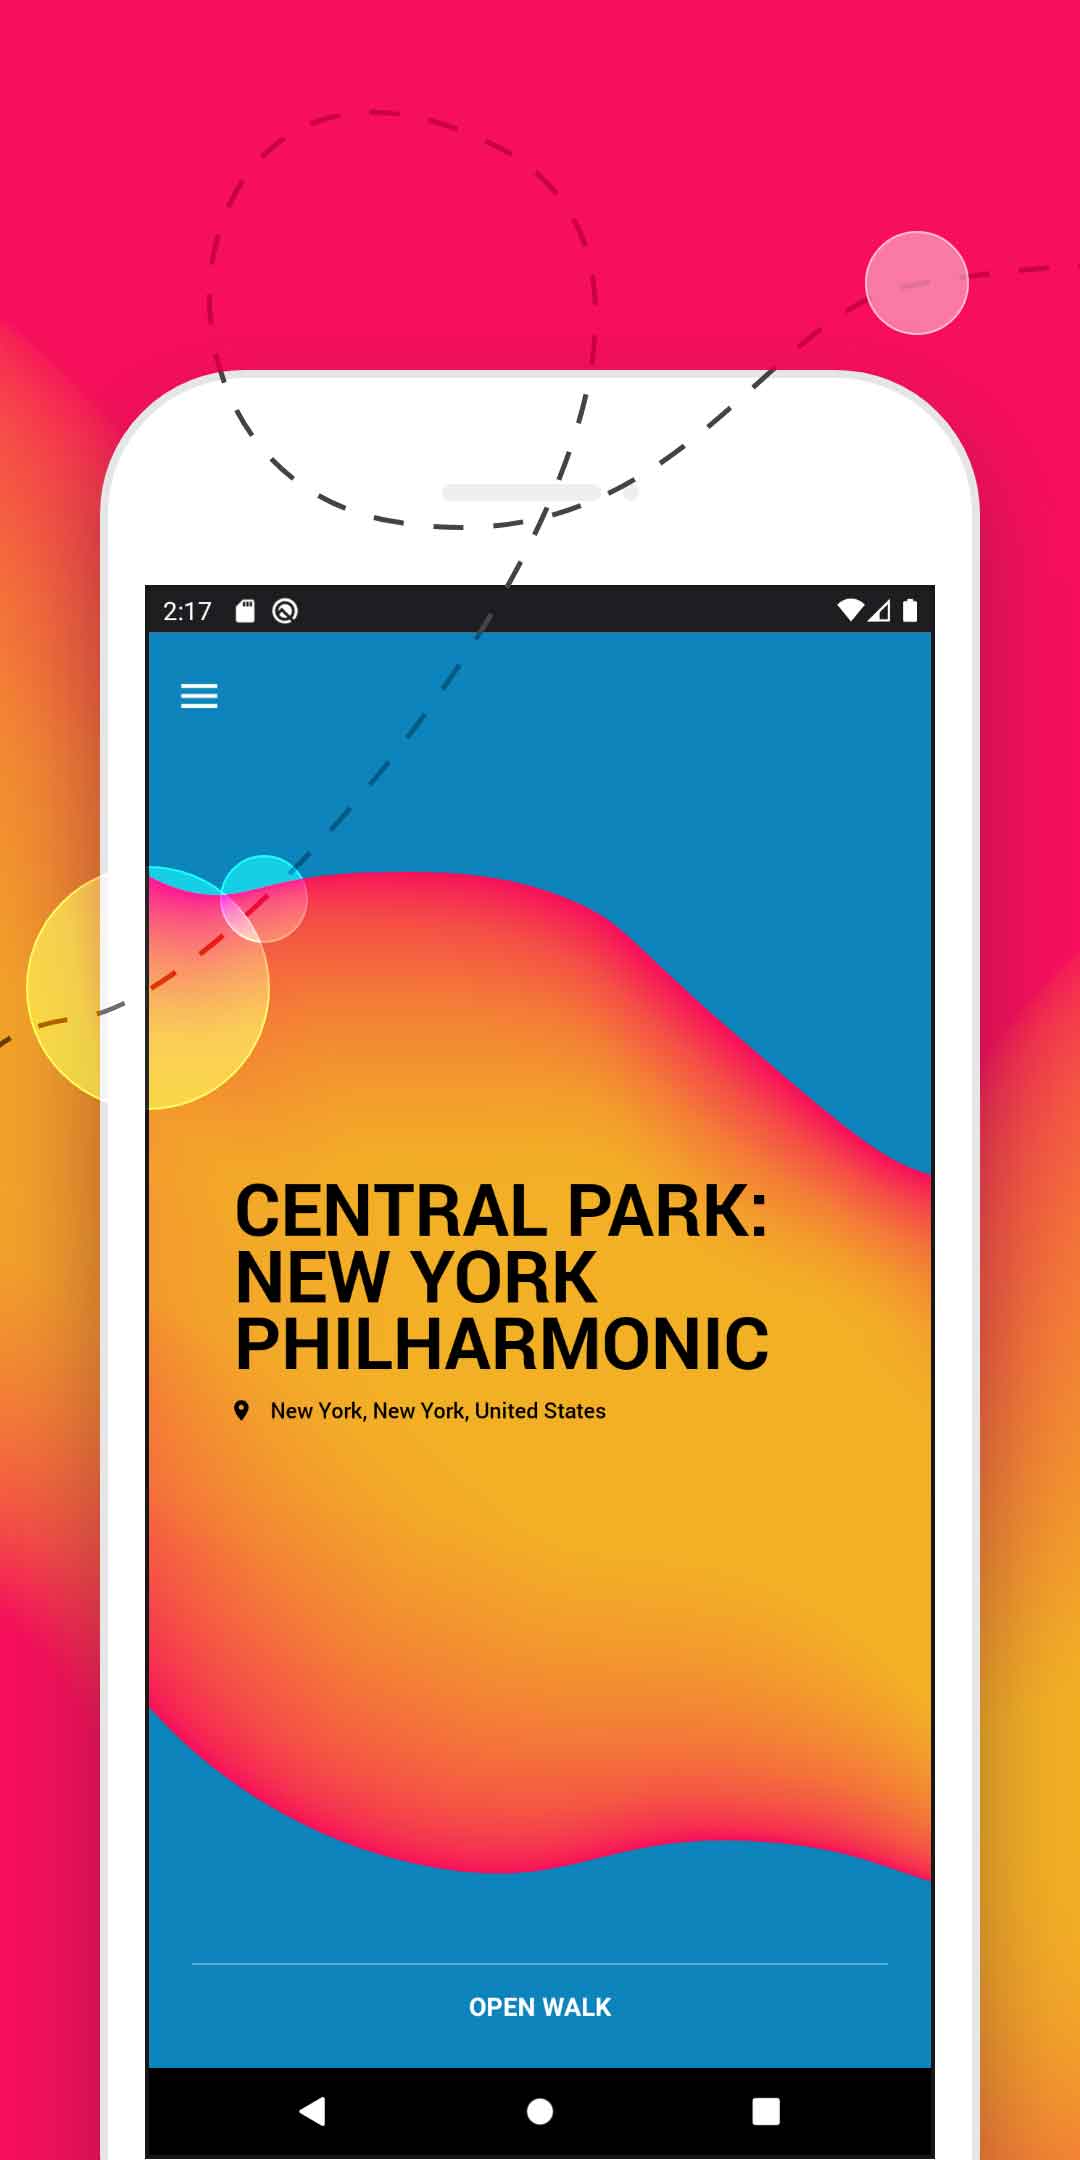 2:17
CENTRAL PARK:
NEW YORK
PHILHARMONIC
New York, New York, United States
OPEN WALK